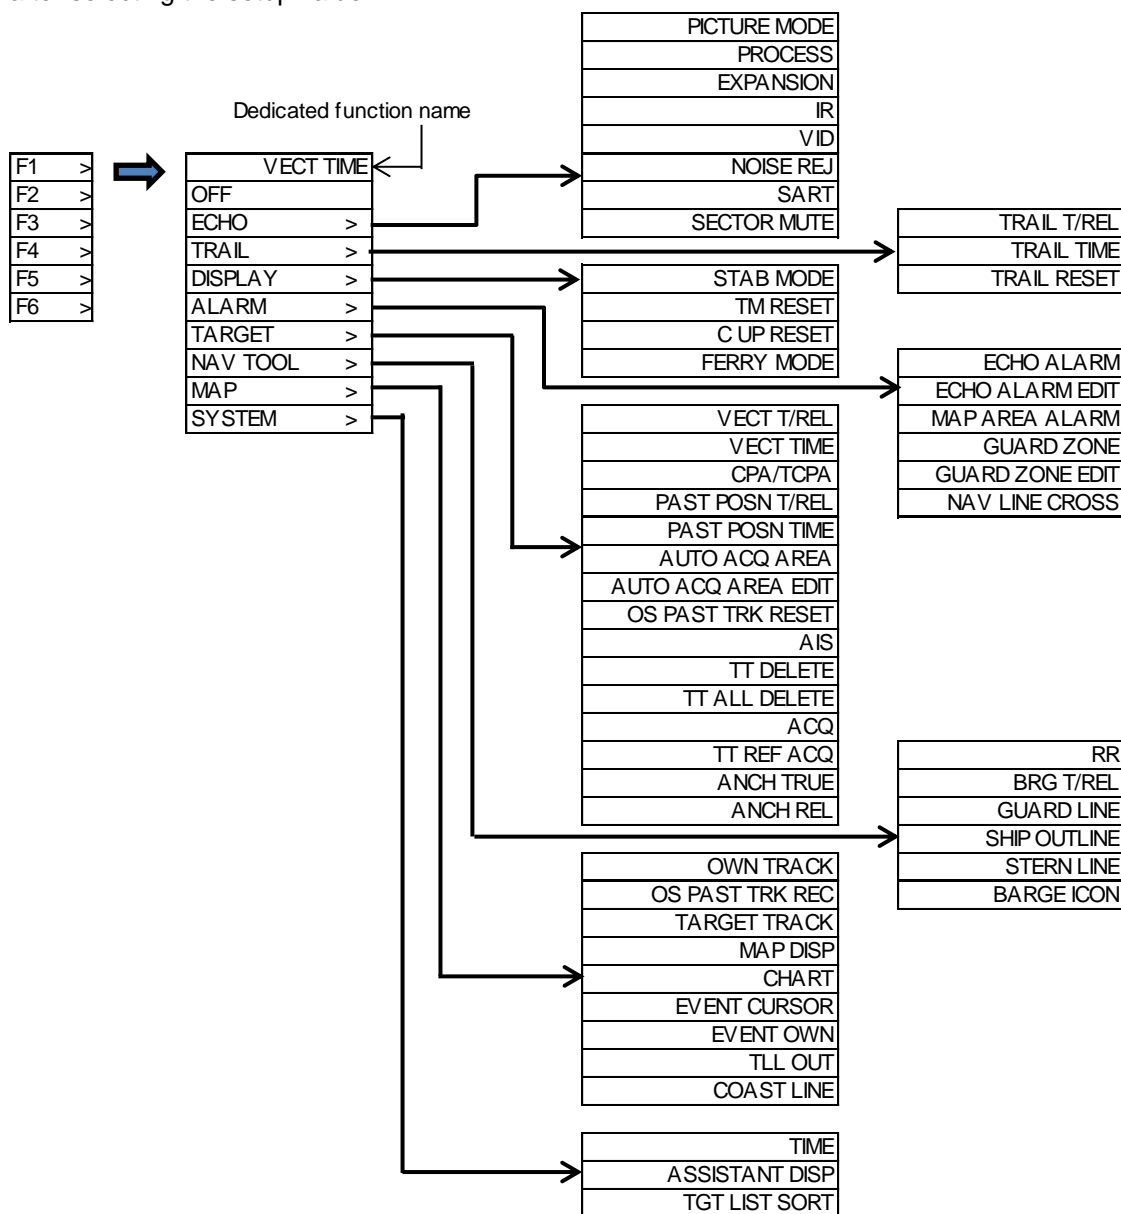 Dedicated function name
F1 >
F2 >
F3 >
F4 >
F5 >
F6 >
VECT TIME
OFF
ECHO >
TRAIL >
DISPLAY >
ALARM >
TARGET >
NAV TOOL >
MAP >
SYSTEM >
PICTURE MODE
PROCESS
EXPANSION
IR
VID
NOISE REJ
SART
SECTOR MUTE
TRAIL T/REL
TRAIL TIME
TRAIL RESET
STAB MODE
TM RESET
C UP RESET
FERRY MODE
ECHO ALARM
ECHO ALARM EDIT
MAP AREA ALARM
GUARD ZONE
GUARD ZONE EDIT
NAV LINE CROSS
VECT T/REL
VECT TIME
CPA/TCPA
PAST POSN T/REL
PAST POSN TIME
AUTO ACQ AREA
AUTO ACQ AREA EDIT
OS PAST TRK RESET
AIS
TT DELETE
TT ALL DELETE
ACQ
TT REF ACQ
ANCH TRUE
ANCH REL
RR
BRG T/REL
GUARD LINE
SHIP OUTLINE
STERN LINE
BARGE ICON
OWN TRACK
OS PAST TRK REC
TARGET TRACK
MAP DISP
CHART
EVENT CURSOR
EVENT OWN
TLL OUT
COAST LINE
TIME
ASSISTANT DISP
TGT LIST SORT